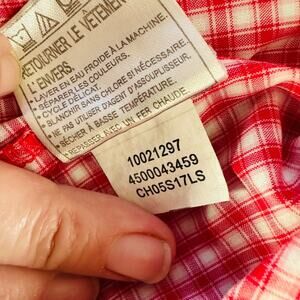 RETOURNER LE VÊTEMENT
L'ENVERS.
• LAVER EN EAU FROIDE À LA MACHINE.
• SÉPARER LES COULEURS.
• CYCLE DÉLICAT.
• BLANCHIR SANS CHLORE SI NÉCESSAIRE.
• NE PAS UTILISER D'AGENT D'ASSOUPLISSEUR.
• SÉCHER À BASSE TEMPÉRATURE.
REPASSER AVEC UN FER CHAUDE.
10021297
4500043459
CH05S17LS